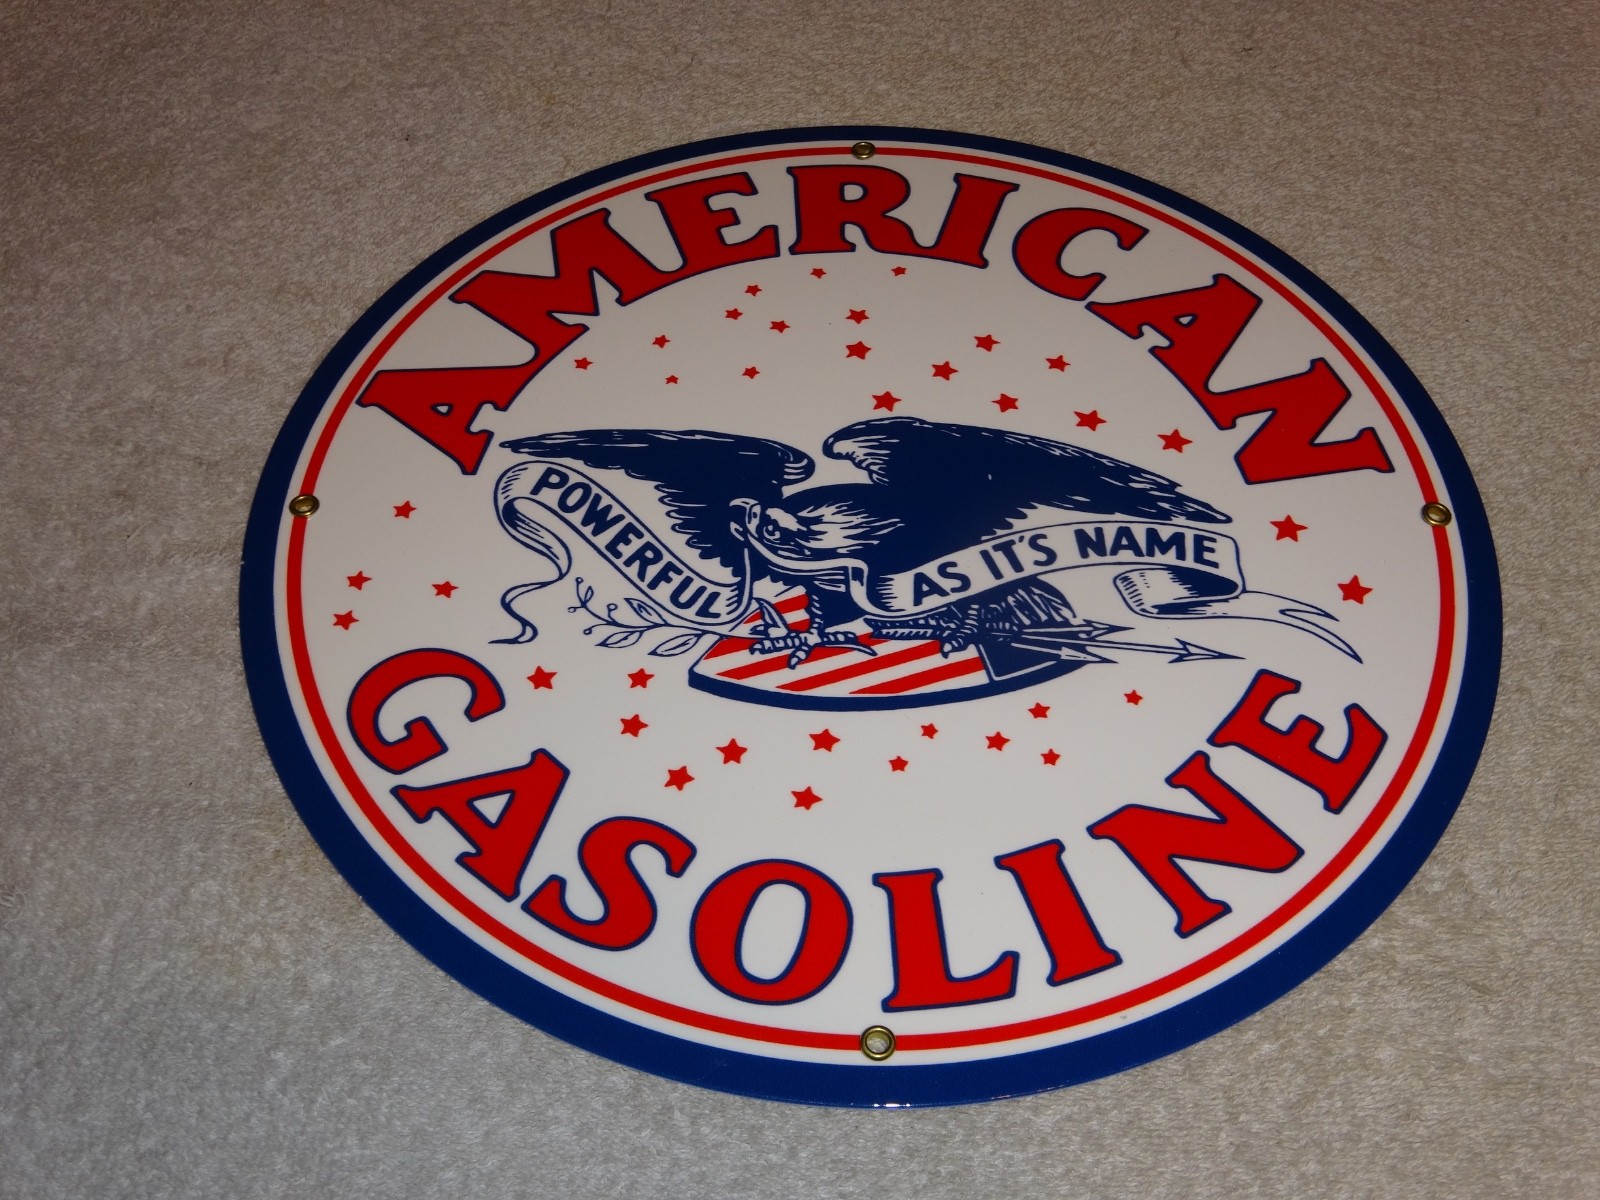 AMERICAN
POWERFUL AS IT'S NAME
GASOLINE